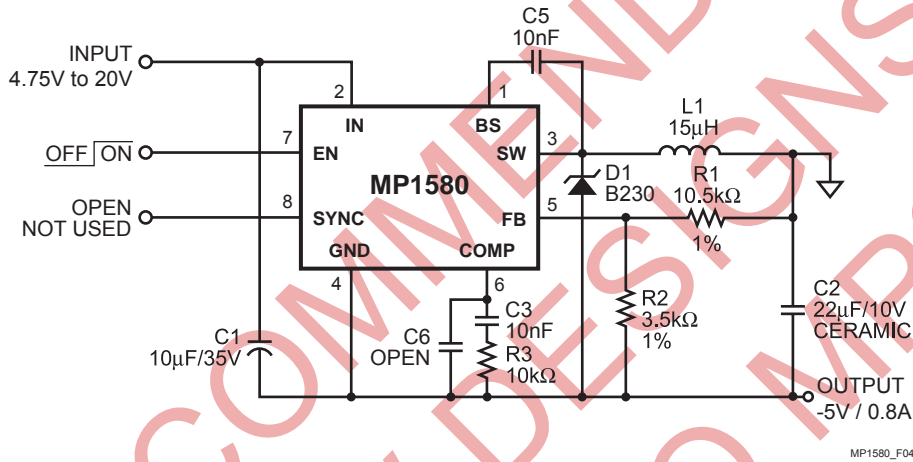 C5
10nF
INPUT
4.75V to 20V
2
1
IN
BS
L1
15µH
7
EN
SW
3
OFF ON
MP1580
D1
B230
R1
10.5kΩ
1%
OPEN
NOT USED
8
SYNC
FB
5
GND
COMP
4
6
C1
10µF/35V
C6
OPEN
C3
10nF
R3
10kΩ
R2
3.5kΩ
1%
C2
22µF/10V
CERAMIC
OUTPUT
-5V / 0.8A
MP1580_F04
COMMEND
DESIGNS